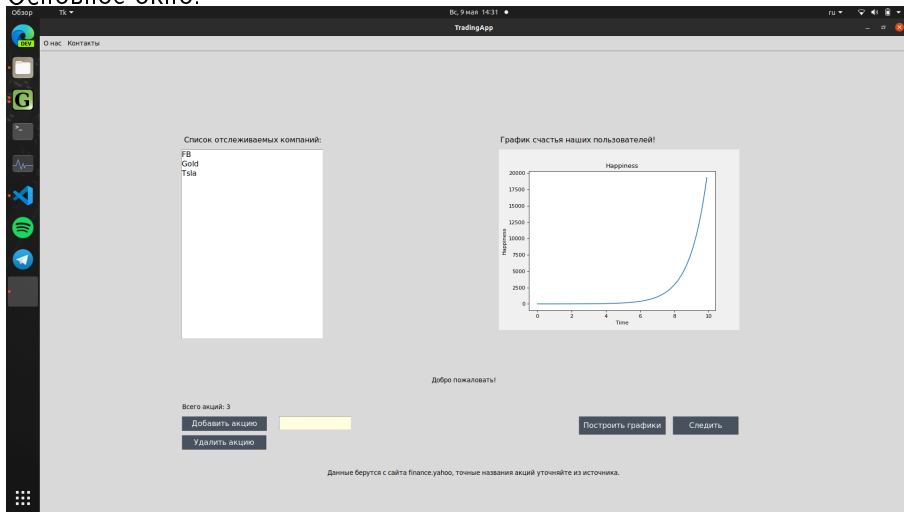 Основное окно.
Обзор Tk Вс, 9 мая 14:31 ru
TradingApp
DEV
О нас Контакты
Список отслеживаемых компаний:
FB
Gold
Tsla
График счастья наших пользователей!
Happiness
20000
17500
15000
12500
10000
7500
5000
2500
0
Happiness
0 2 4 6 8 10
Time
Добро пожаловать!
Всего акций: 3
Добавить акцию
Удалить акцию
Построить графики Следить
Данные берутся с сайта finance.yahoo, точные названия акций уточняйте из источника.